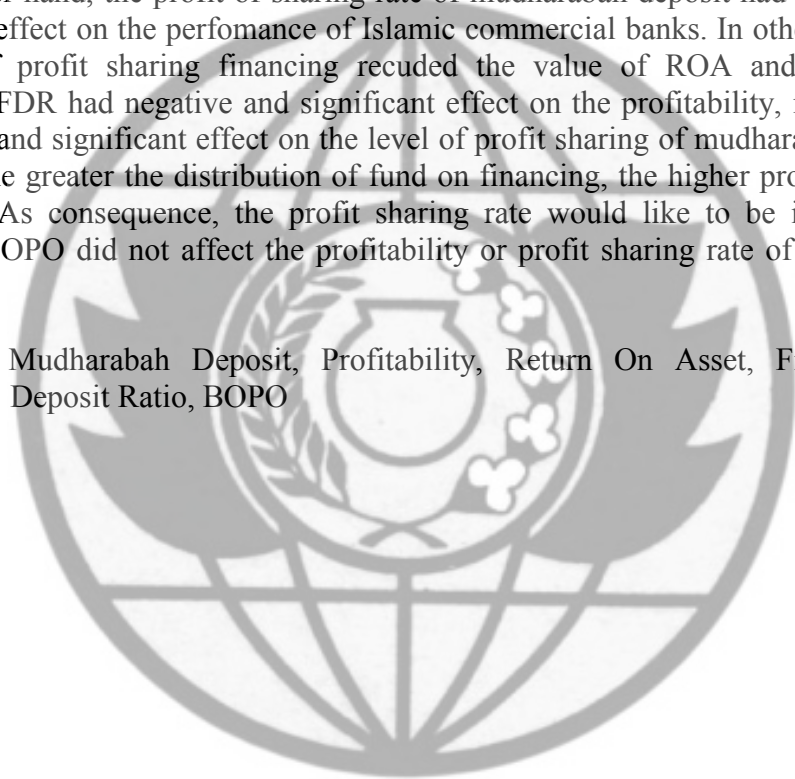 hand, the profit of sharing rate of mudharabah deposit had
effect on the perfomance of Islamic commercial banks. In othe
profit sharing financing recuded the value of ROA and
FDR had negative and significant effect on the profitability,
and significant effect on the level of profit sharing of mudhara
e greater the distribution of fund on financing, the higher pro
As consequence, the profit sharing rate would like to be i
OPO did not affect the profitability or profit sharing rate of
Mudharabah Deposit, Profitability, Return On Asset, F
Deposit Ratio, BOPO